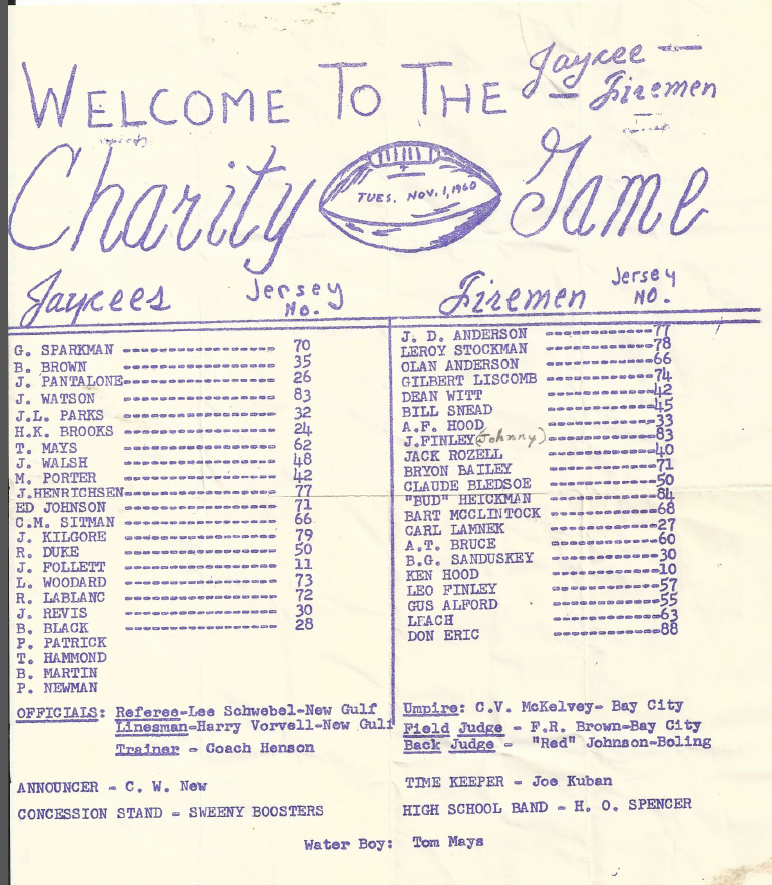 WELCOME TO THE Jaycee —
— Firemen
Charity Game
TUES. NOV. 1, 1960
Jaycees Jersey No.
G. SPARKMAN ------------------- 70
B. BROWN ------------------- 35
J. PANTALONE------------------- 26
J. WATSON ------------------- 83
J.L. PARKS ------------------- 32
H.K. BROOKS ------------------- 24
T. MAYS ------------------- 62
J. WALSH ------------------- 48
M. PORTER ------------------- 42
J.HENRICHSEN------------------- 77
ED JOHNSON ------------------- 71
C.M. SITMAN ------------------- 66
J. KILGORE ------------------- 79
R. DUKE ------------------- 50
J. FOLLETT ------------------- 11
L. WOODARD ------------------- 73
R. LABLANC ------------------- 72
J. REVIS ------------------- 30
B. BLACK ------------------- 28
P. PATRICK
T. HAMMOND
B. MARTIN
P. NEWMAN
Firemen Jersey NO.
J. D. ANDERSON -------------77
LEROY STOCKMAN -------------78
OLAN ANDERSON -------------66
GILBERT LISCOMB -------------74
DEAN WITT -------------42
BILL SNEAD -------------45
A.F. HOOD -------------33
J.FINLEY(Johnny)-------------83
JACK ROZELL -------------40
BRYON BAILEY -------------71
CLAUDE BLEDSOE -------------50
"BUD" HEICKMAN -------------84
BART MCCLINTOCK -------------68
CARL LAMNEK -------------27
A.T. BRUCE -------------60
B.G. SANDUSKEY -------------30
KEN HOOD -------------10
LEO FINLEY -------------57
GUS ALFORD -------------55
LEACH -------------63
DON ERIC -------------88
OFFICIALS: Referee-Lee Schwebel-New Gulf
Linesman-Harry Vorvell-New Gulf
Trainer - Coach Henson
Umpire: C.V. McKelvey- Bay City
Field Judge - F.R. Brown-Bay City
Back Judge - "Red" Johnson-Boling
ANNOUNCER - C. W. New
TIME KEEPER - Joe Kuban
CONCESSION STAND - SWEENY BOOSTERS
HIGH SCHOOL BAND - H. O. SPENCER
Water Boy: Tom Mays